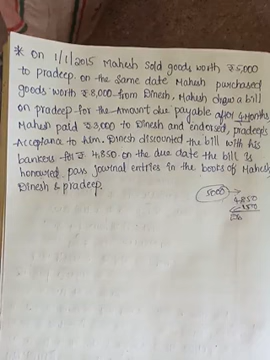 * On 1/1/2015 Mahesh sold goods worth ₹5,000
to pradeep. on the same date Mahesh purchased
goods worth ₹8,000 from Dinesh, Mahesh drew a bill
on pradeep for the Amount due payable after 4 Months
Mahesh paid ₹3,000 to Dinesh and endorsed, pradeep's
Acceptance to him. Dinesh discounted the bill with his
bankers for ₹ 4,850. on the due date the bill is
honoured. pass journal entries in the books of Mahesh
Dinesh & pradeep.
5000
4850